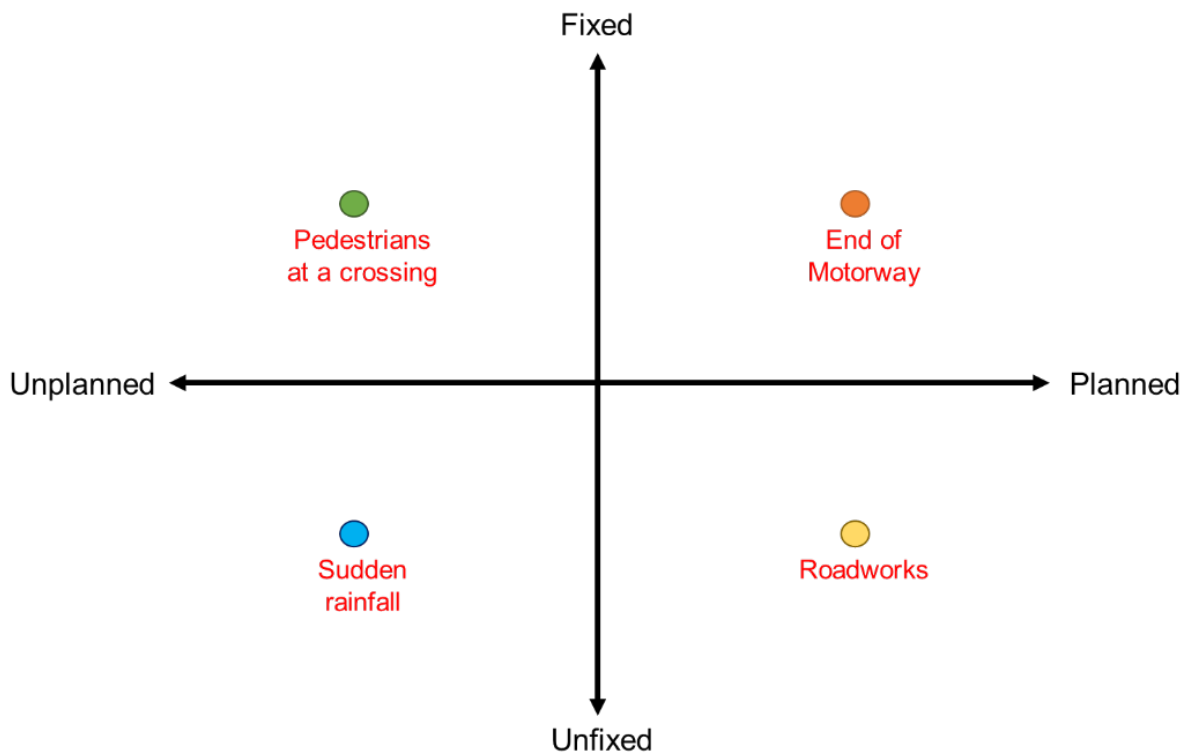 Fixed
Pedestrians
at a crossing
End of
Motorway
Unplanned
Planned
Sudden
rainfall
Roadworks
Unfixed